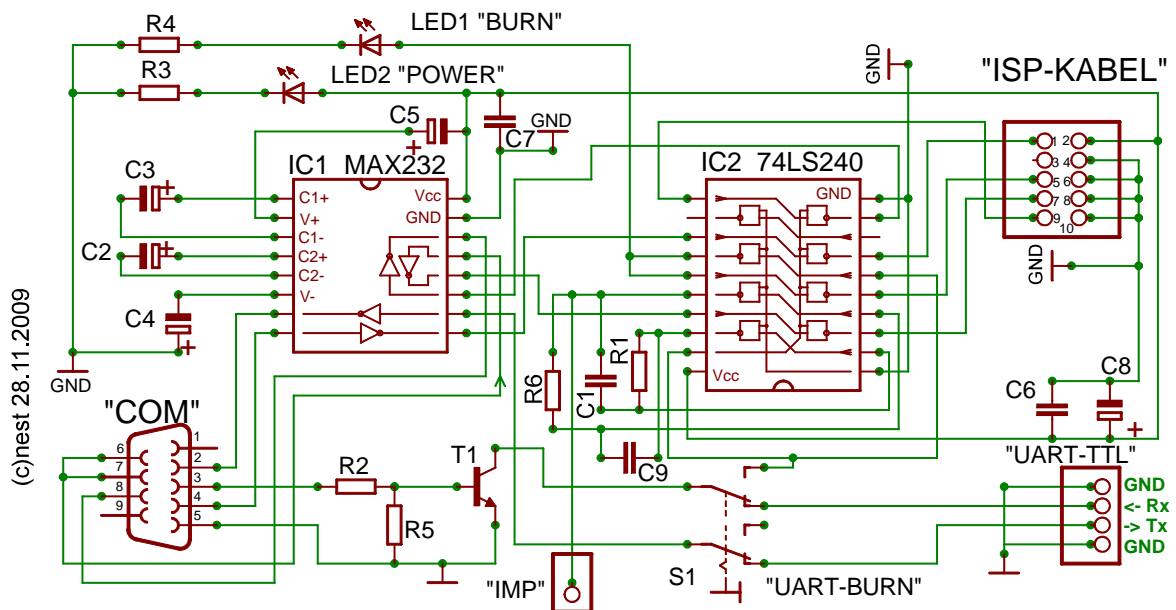 R4
LED1 "BURN"
R3
LED2 "POWER"
GND
"ISP-KABEL"
C5
C7
GND
IC1 MAX232
IC2 74LS240
C3
C1+
Vcc
V+
GND
C1-
C2
C2+
C2-
V-
C4
GND
GND
1 2
3 4
5 6
7 8
9 10
GND
R6
C1
R1
Vcc
C6
C8
(c)nest 28.11.2009
"COM"
6
7
8
9
1
2
3
4
5
R2
T1
R5
C9
"IMP"
S1
"UART-BURN"
"UART-TTL"
GND
<- Rx
-> Tx
GND